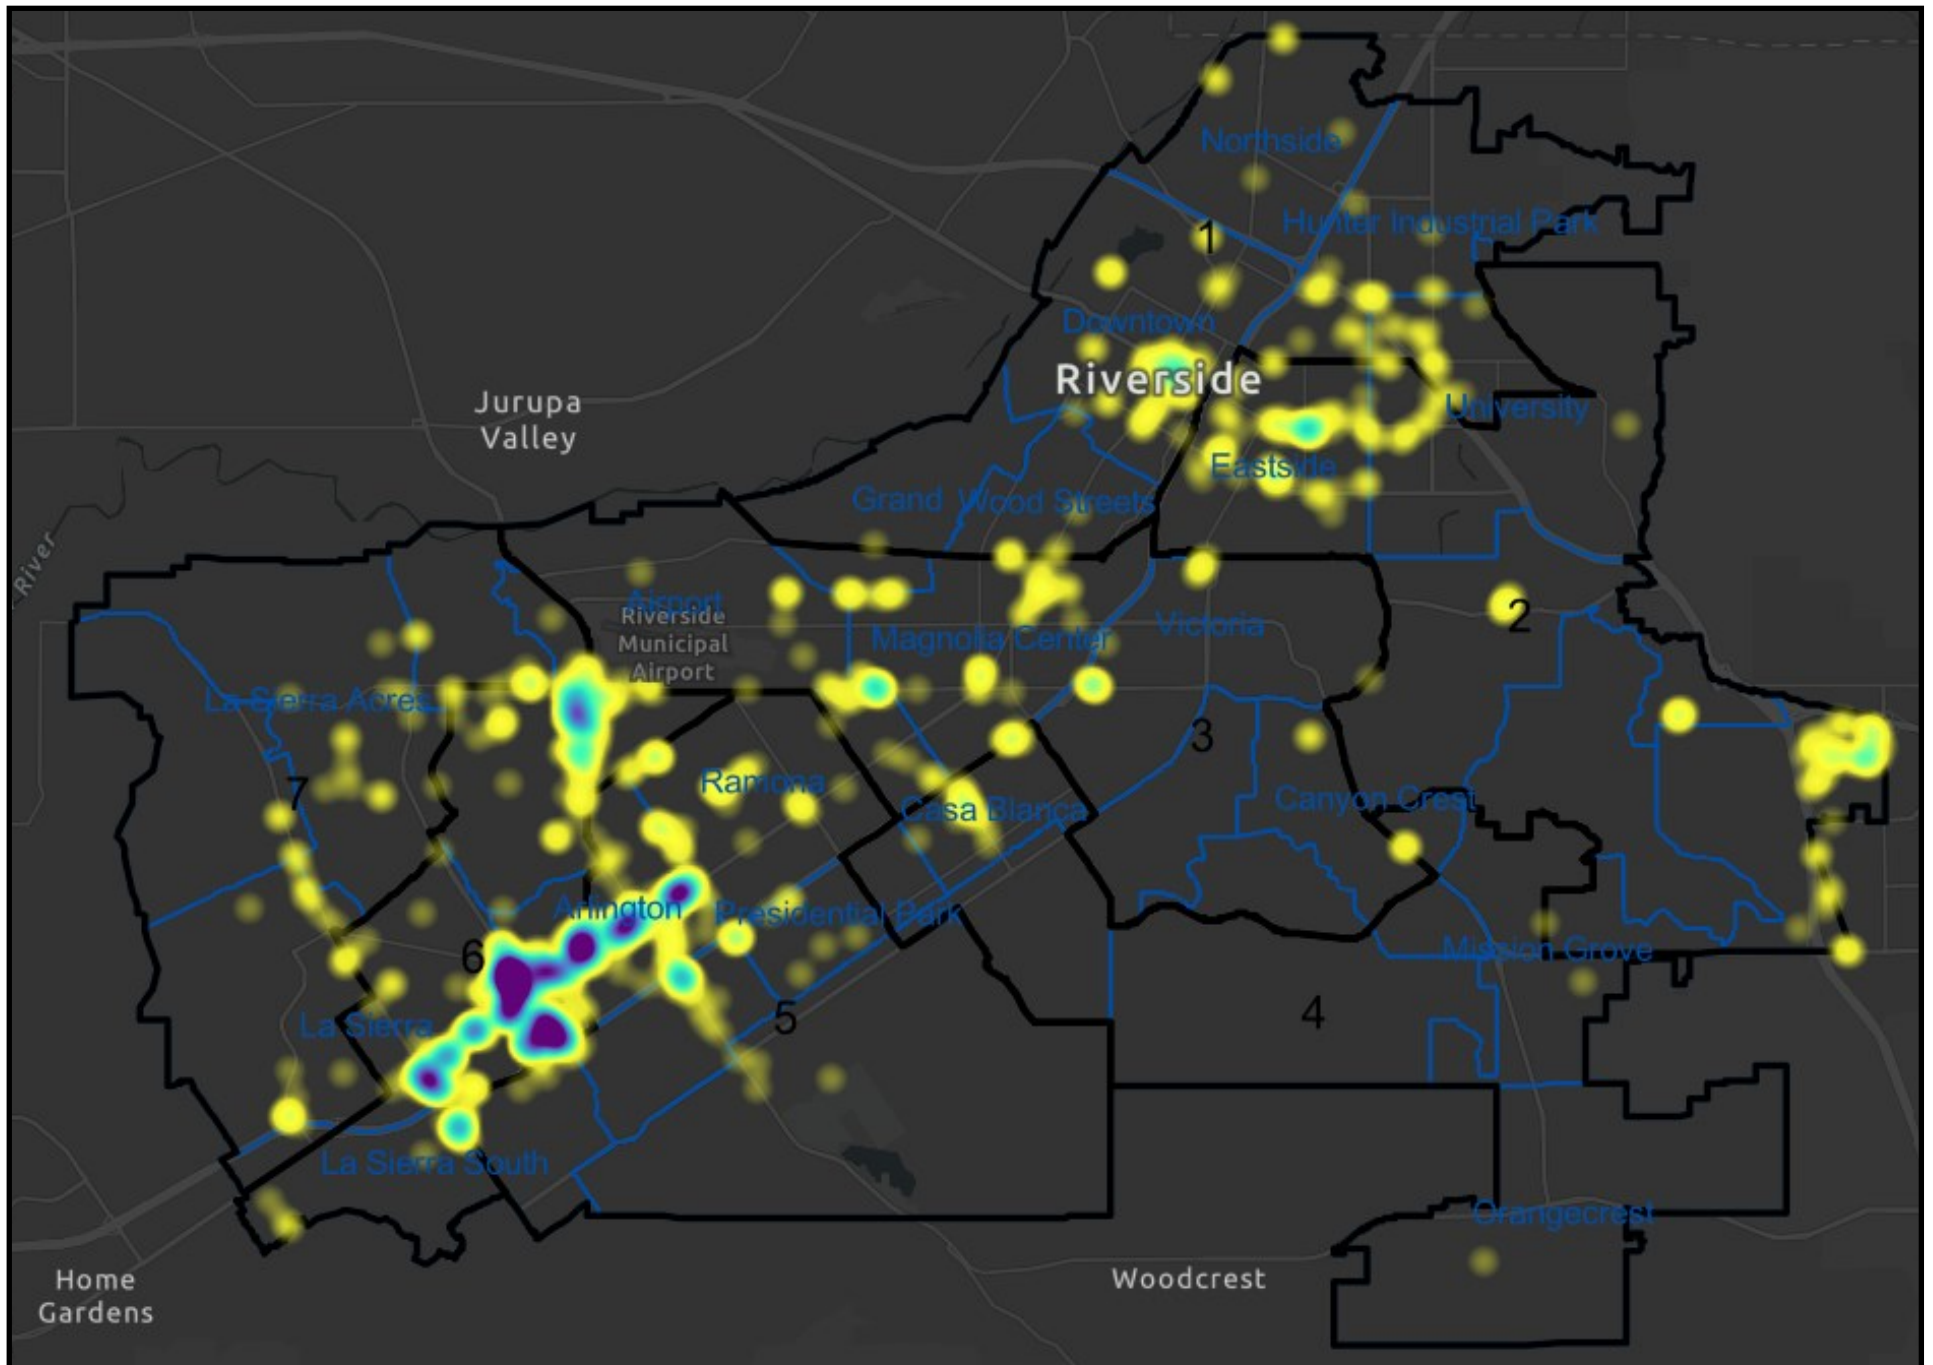 Northside
Hunter Industrial Park
1
Downtown
Riverside
Jurupa
Valley
University
Eastside
Grand
Wood Streets
River
Airport
Riverside
Municipal
Airport
Magnolia Center
Victoria
2
La Sierra Acres
3
7
Ramona
Casa Blanca
Canyon Crest
Arlington
Presidential Park
6
Mission Grove
La Sierra
5
4
La Sierra South
Orangecrest
Home
Gardens
Woodcrest